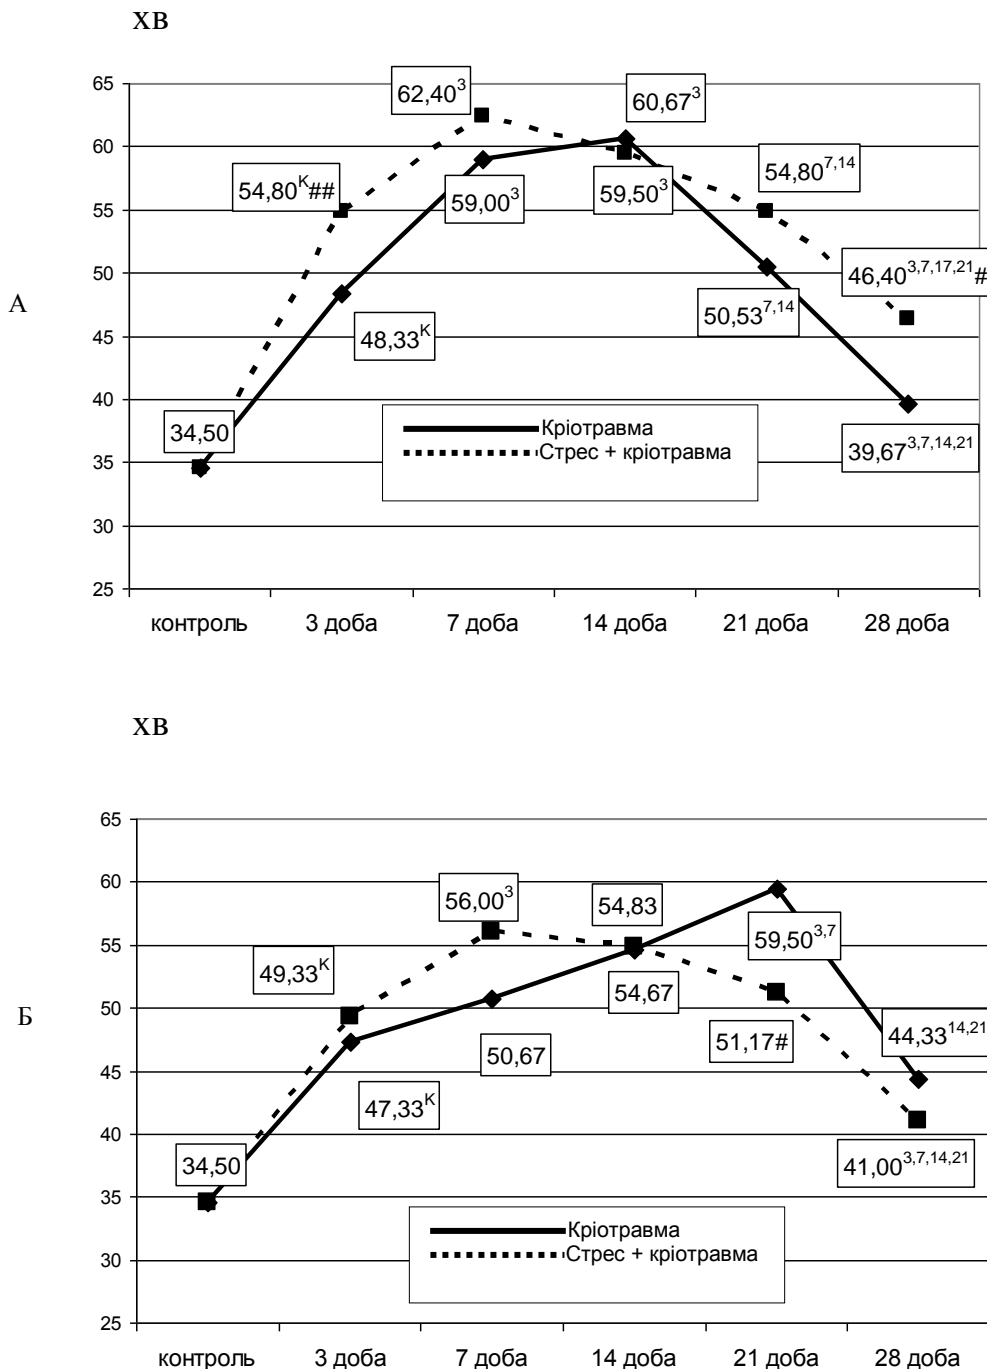 ХВ
65
60
55
50
45
40
35
30
25
62,40³
60,67³
54,80ᴷ##
59,00³
59,50³
54,80⁷,¹⁴
46,40³,⁷,¹⁷,²¹#
50,53⁷,¹⁴
48,33ᴷ
34,50
39,67³,⁷,¹⁴,²¹
А
Кріотравма
Стрес + кріотравма
контроль 3 доба 7 доба 14 доба 21 доба 28 доба
ХВ
65
60
55
50
45
40
35
30
25
56,00³
54,83
49,33ᴷ
59,50³,⁷
54,67
51,17#
44,33¹⁴,²¹
50,67
47,33ᴷ
34,50
41,00³,⁷,¹⁴,²¹
Б
Кріотравма
Стрес + кріотравма
контроль 3 доба 7 доба 14 доба 21 доба 28 доба